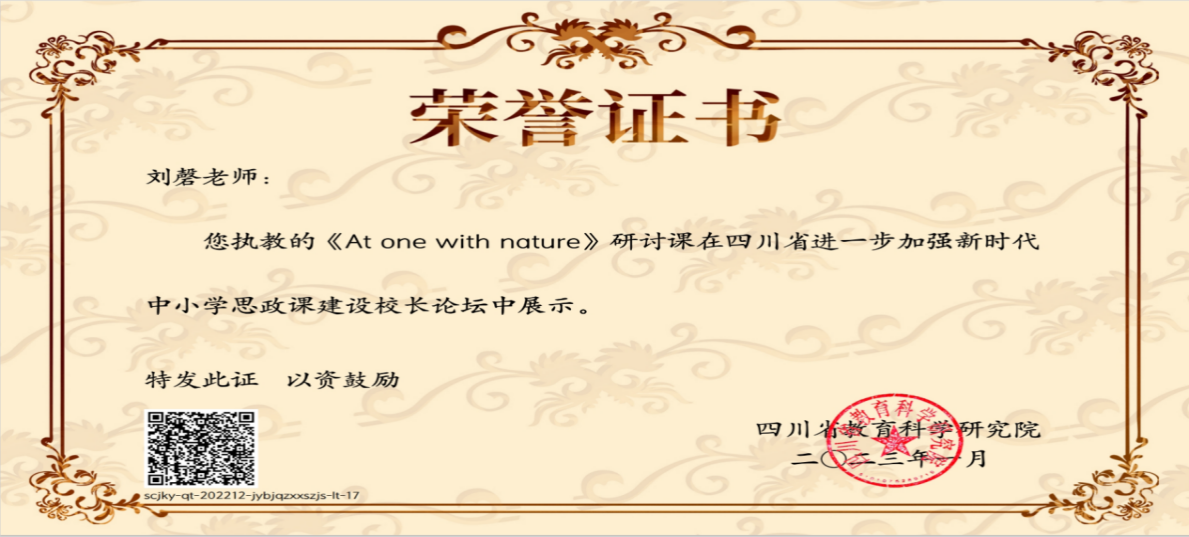 荣誉证书
刘磬老师：
您执教的《At one with nature》研讨课在四川省进一步加强新时代
中小学思政课建设校长论坛中展示。
特发此证　以资鼓励
四川省教育科学研究院
二〇二三年一月
scjky-qt-202212-jybjqzxxszjs-lt-17